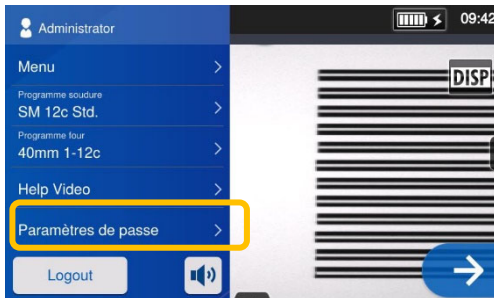 Administrator
09:42
Menu
DISP
Programme soudure
SM 12c Std.
Programme four
40mm 1-12c
Help Video
Paramètres de passe
Logout